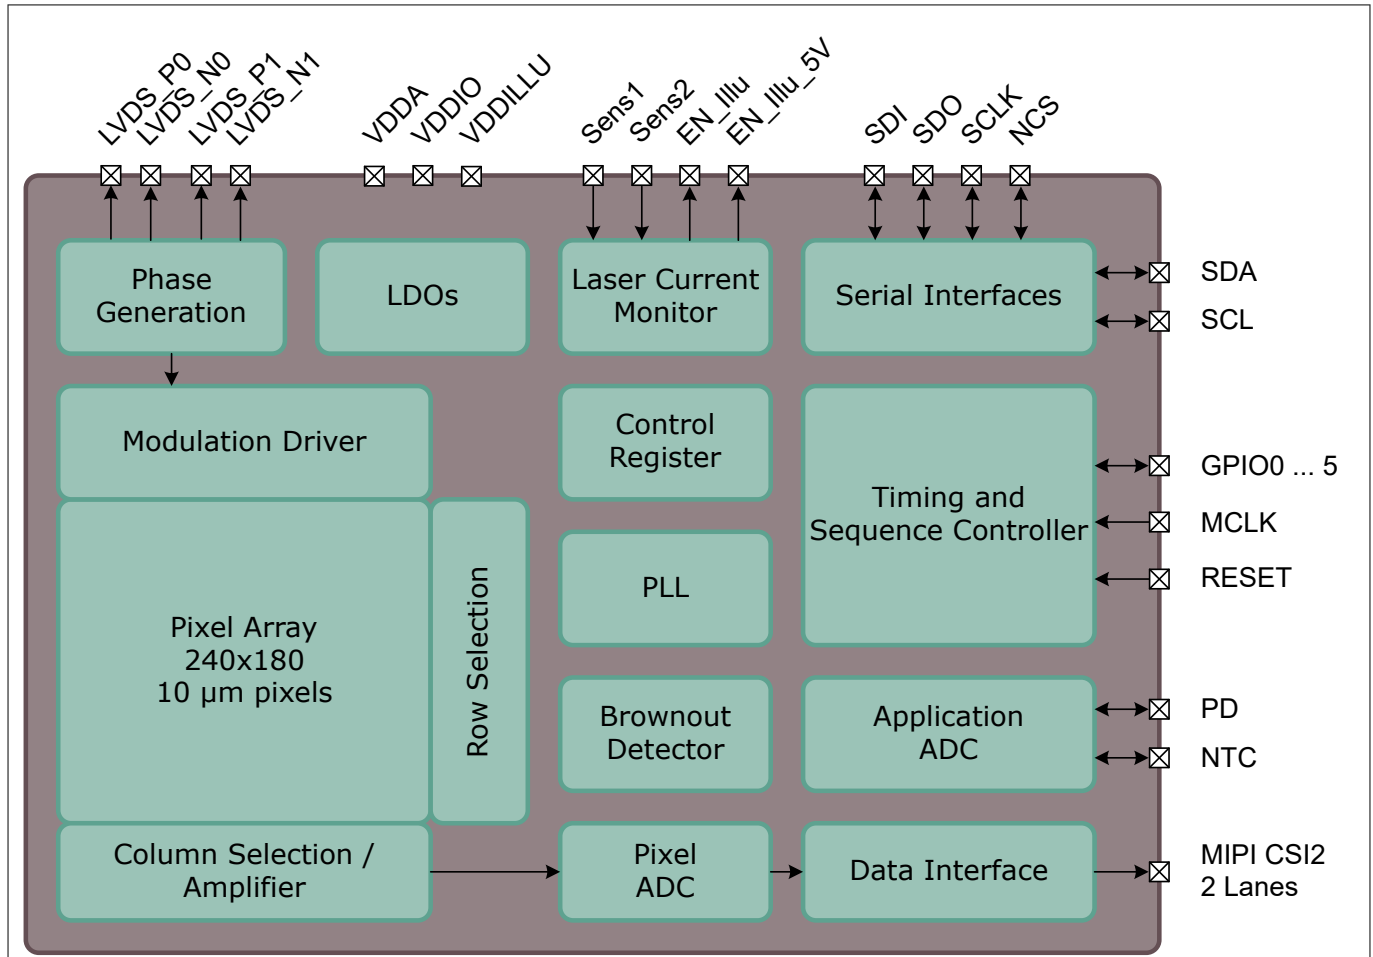 LVDS_P0
LVDS_N0
LVDS_P1
LVDS_N1
VDDA
VDDIO
VDDILLU
Sens1
Sens2
EN_Illu
EN_Illu_5V
SDI
SDO
SCLK
NCS
Phase
Generation
LDOs
Laser Current
Monitor
Serial Interfaces
SDA
SCL
Modulation Driver
Control
Register
Timing and
Sequence Controller
GPIO0 ... 5
MCLK
RESET
Pixel Array
240x180
10 µm pixels
Row Selection
PLL
Brownout
Detector
Application
ADC
PD
NTC
Column Selection /
Amplifier
Pixel
ADC
Data Interface
MIPI CSI2
2 Lanes